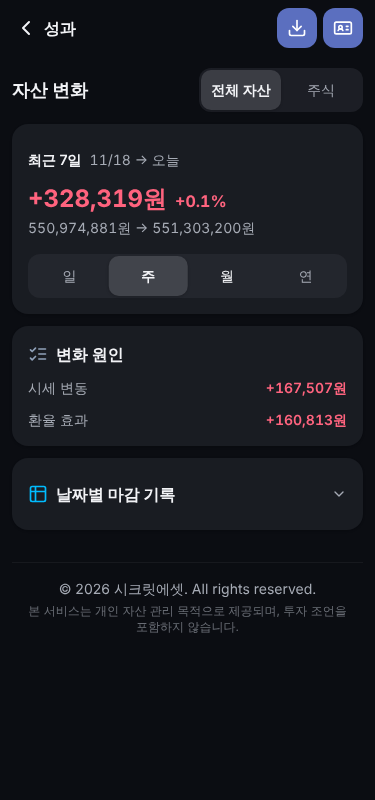 성과
자산 변화
전체 자산 주식
최근 7일 11/18 → 오늘
+328,319원 +0.1%
550,974,881원 → 551,303,200원
일 주 월 연
변화 원인
시세 변동 +167,507원
환율 효과 +160,813원
날짜별 마감 기록
© 2026 시크릿에셋. All rights reserved.
본 서비스는 개인 자산 관리 목적으로 제공되며, 투자 조언을
포함하지 않습니다.